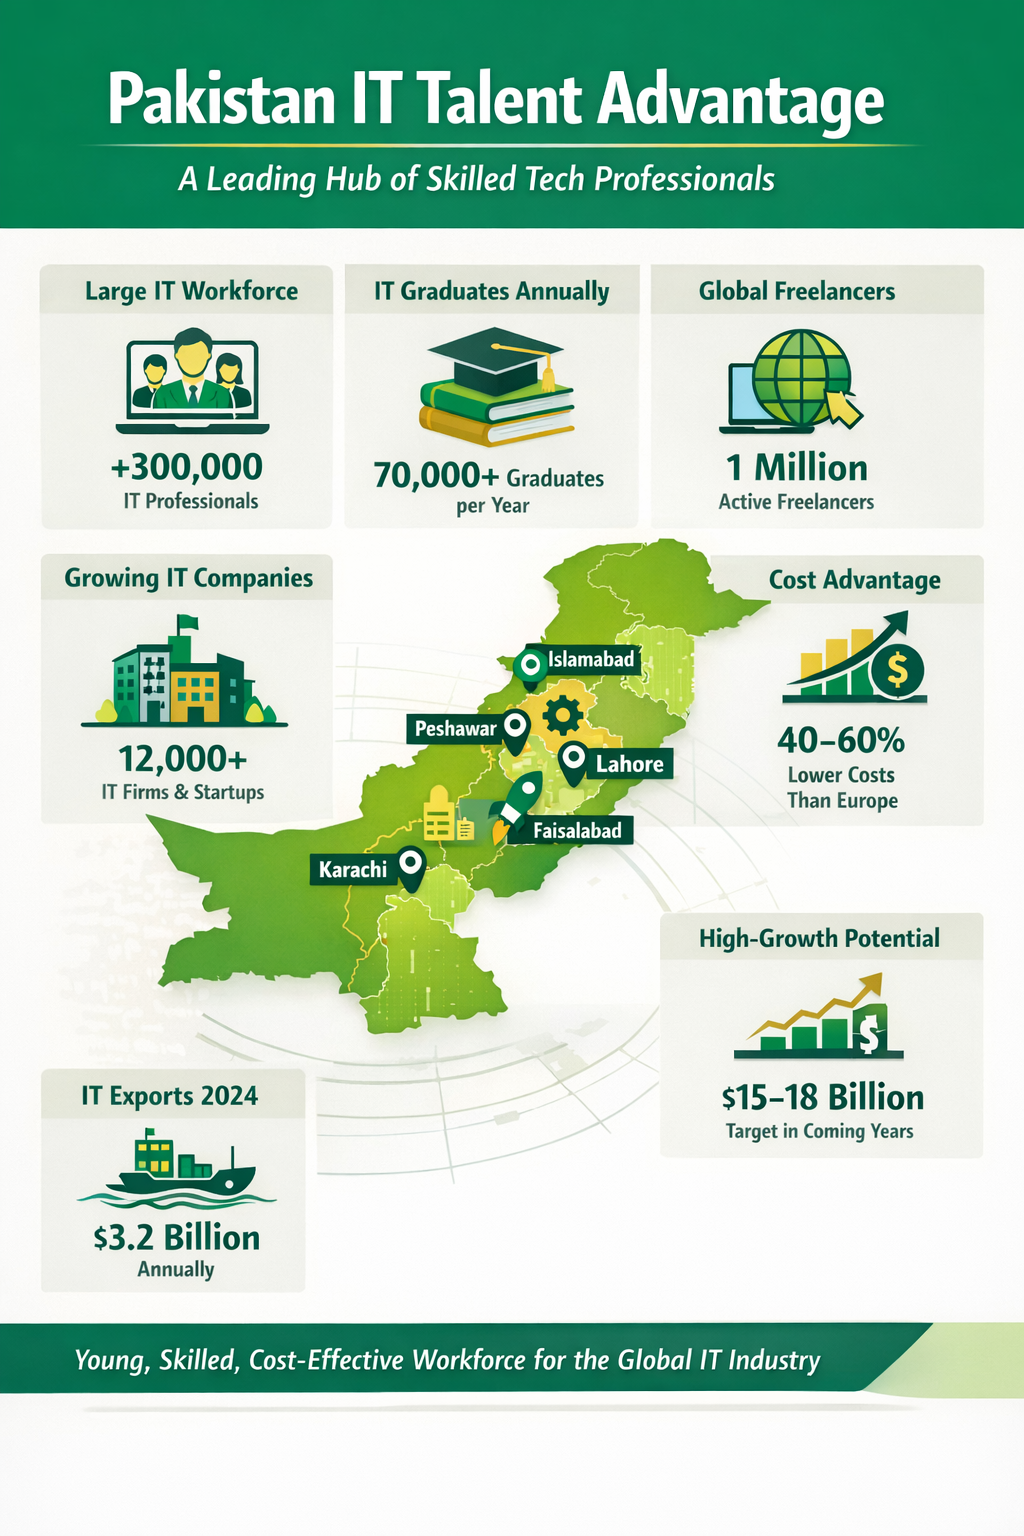 Pakistan IT Talent Advantage
A Leading Hub of Skilled Tech Professionals
Large IT Workforce
+300,000
IT Professionals
IT Graduates Annually
70,000+ Graduates
per Year
Global Freelancers
1 Million
Active Freelancers
Growing IT Companies
12,000+
IT Firms & Startups
Islamabad
Peshawar
Lahore
Faisalabad
Karachi
Cost Advantage
$
40–60%
Lower Costs
Than Europe
High-Growth Potential
$
$15–18 Billion
Target in Coming Years
IT Exports 2024
$3.2 Billion
Annually
Young, Skilled, Cost-Effective Workforce for the Global IT Industry